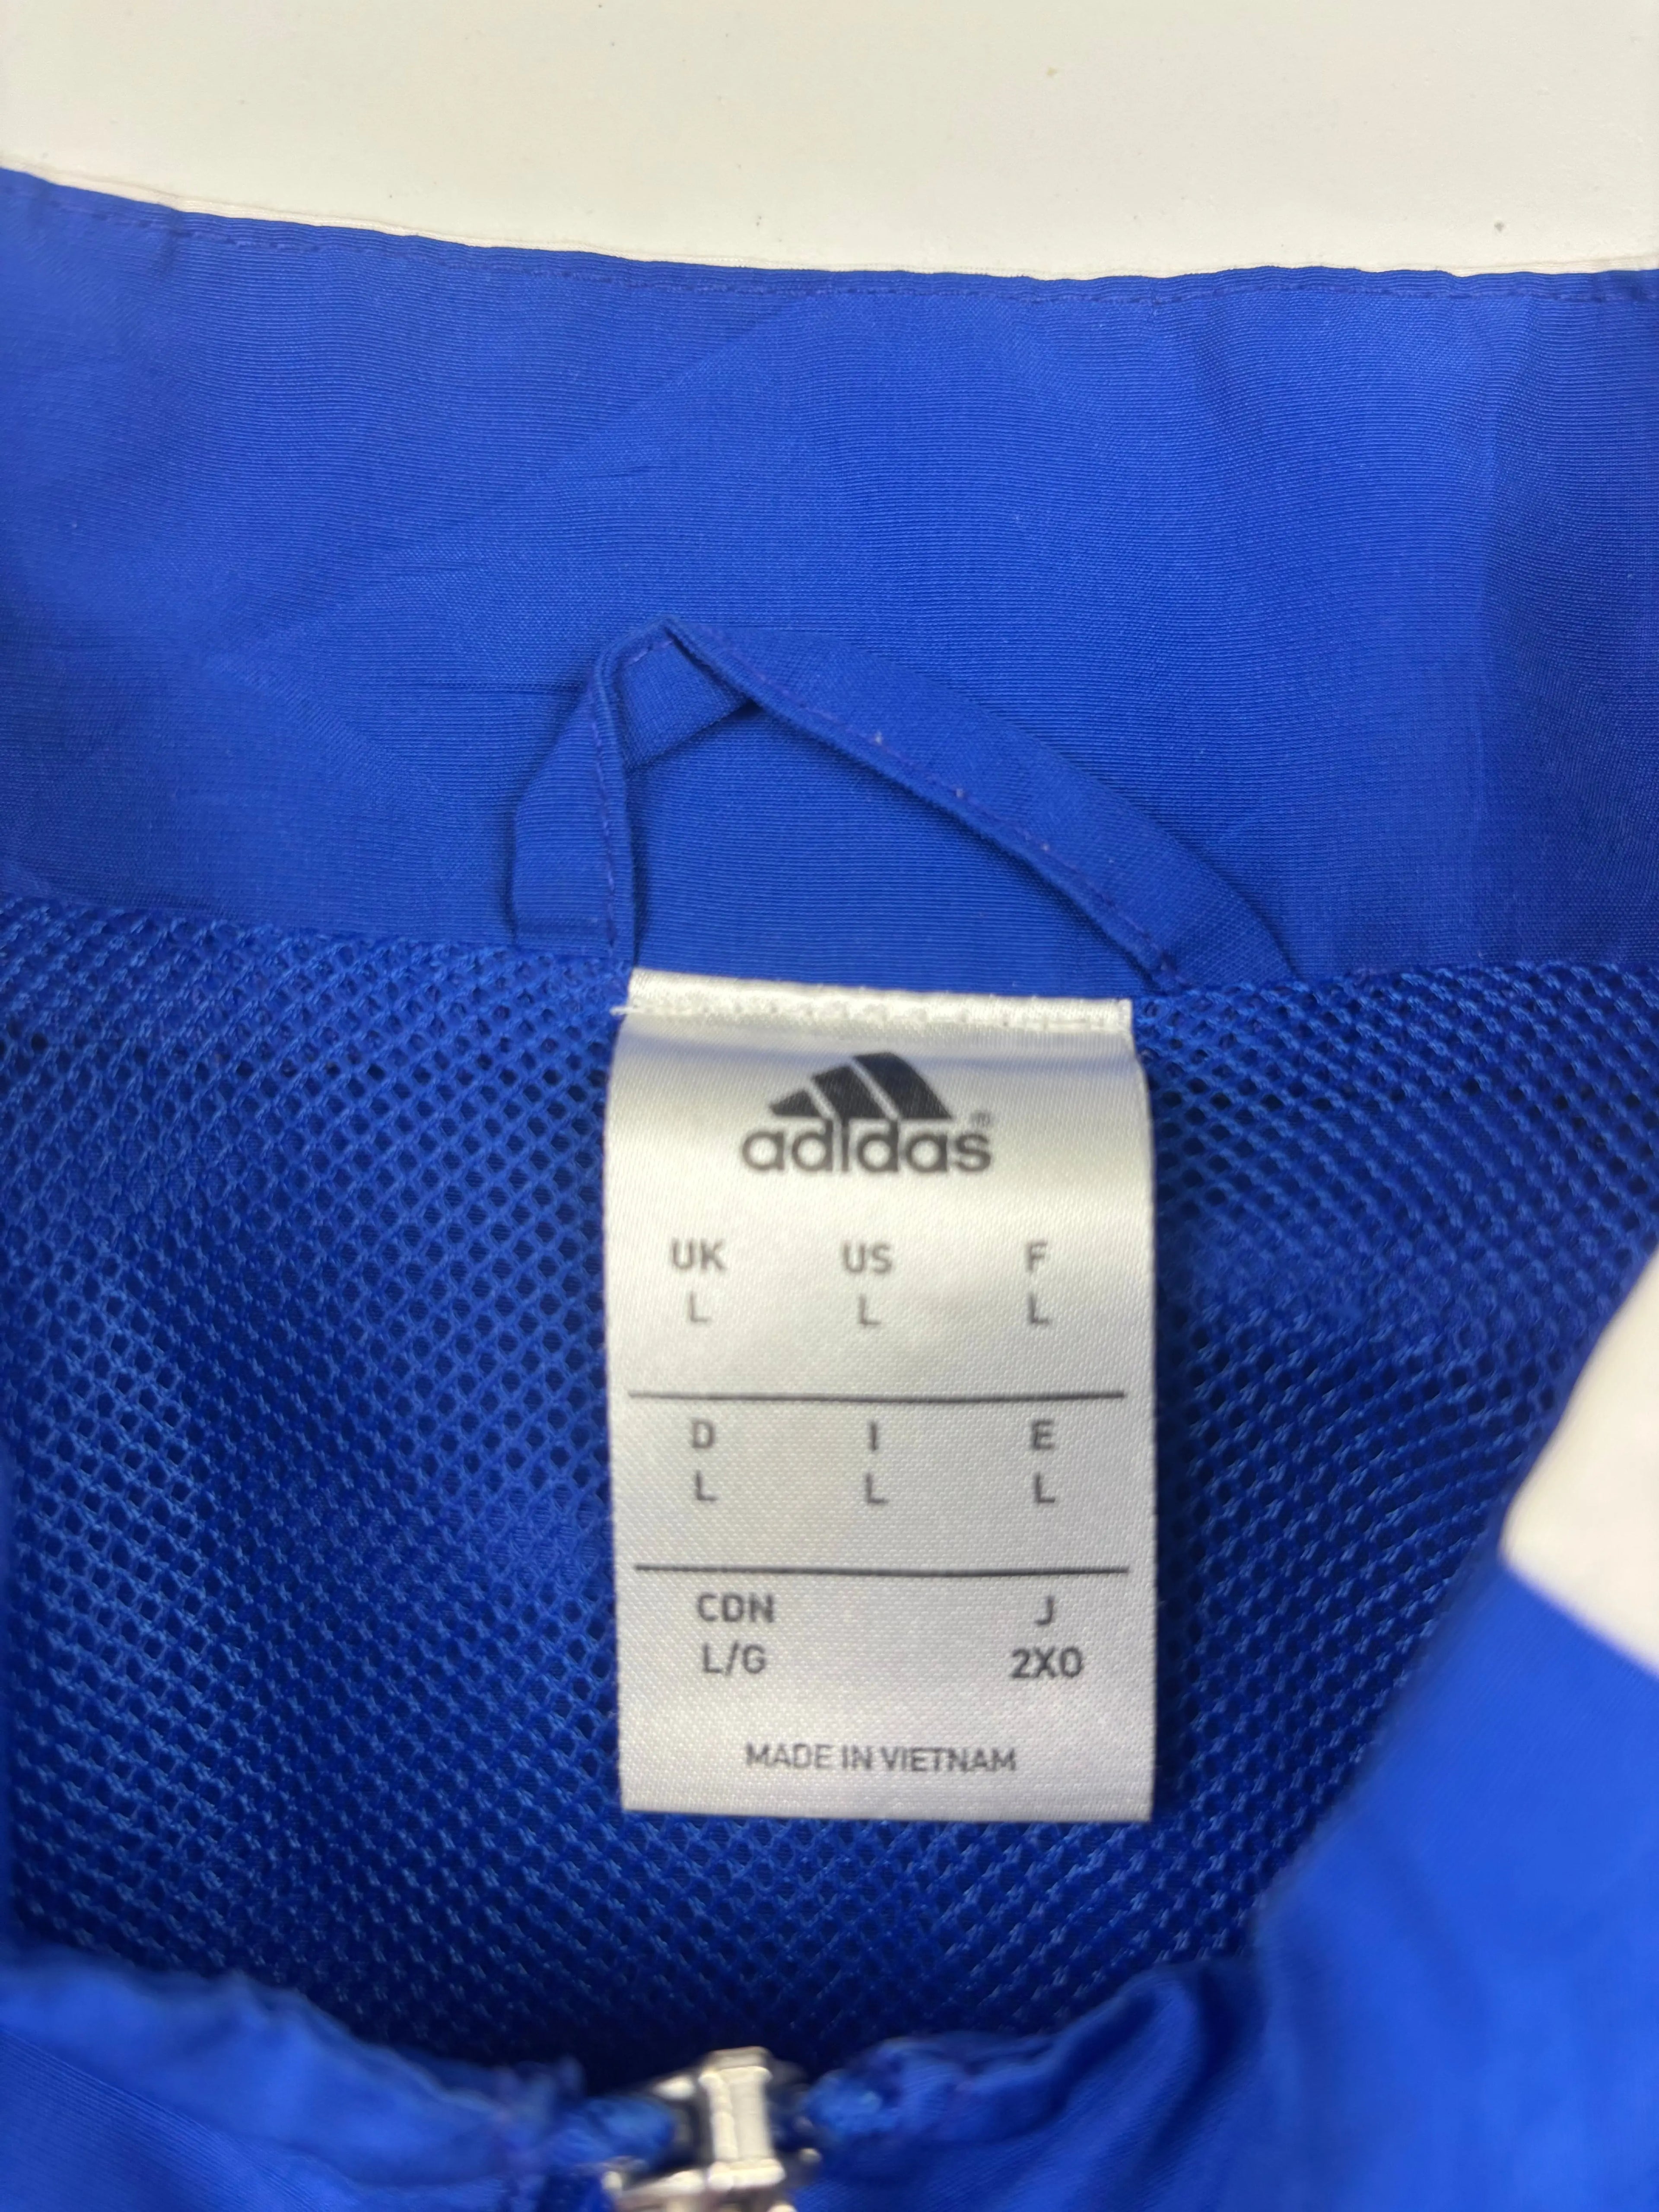 adidas®
UK US F
L L L
D I E
L L L
CDN J
L/G 2XO
MADE IN VIETNAM